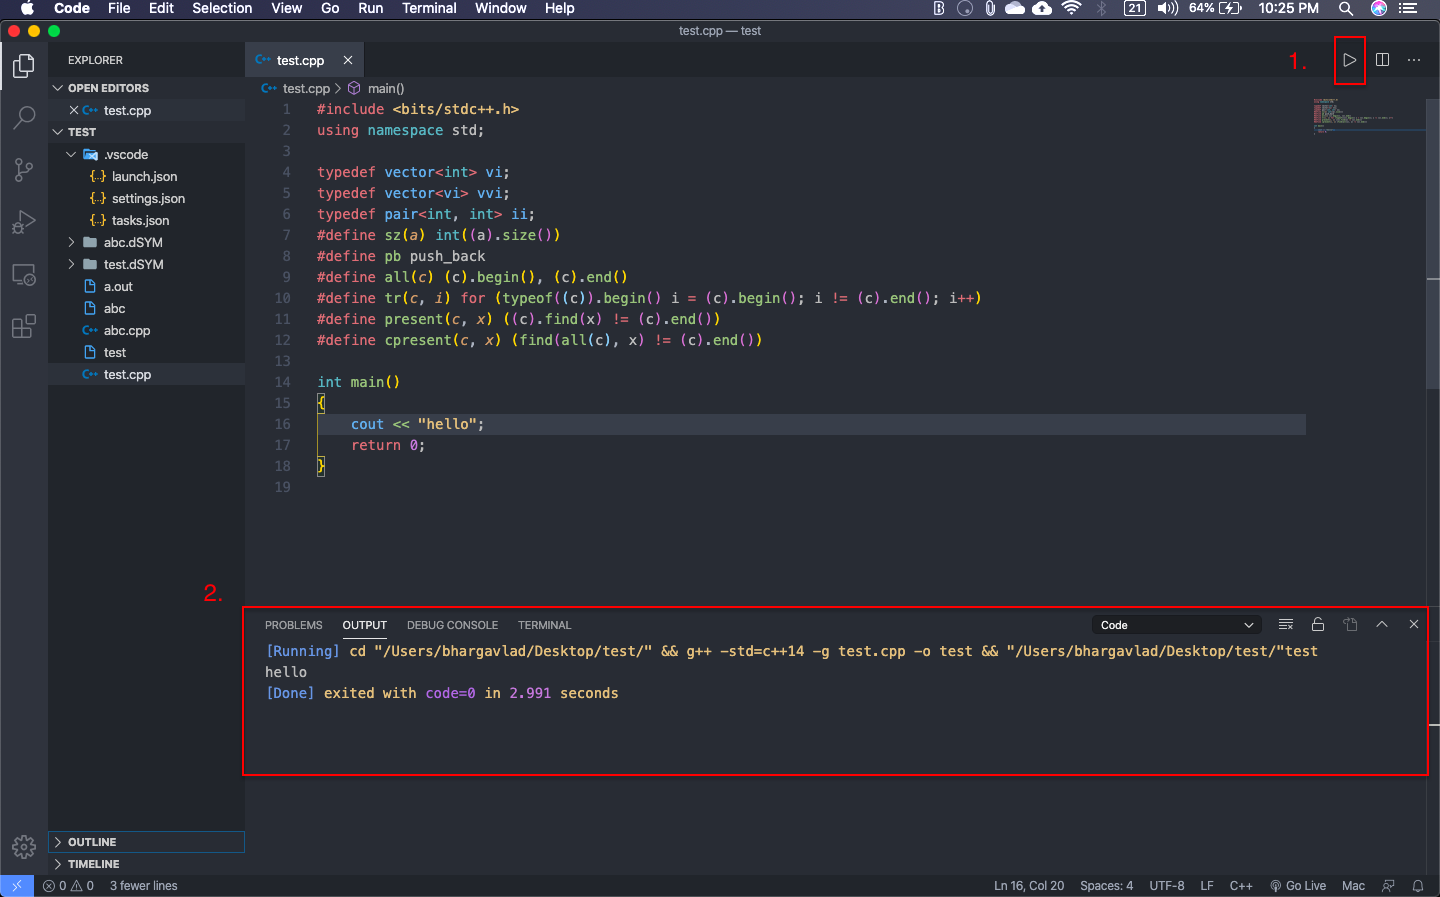 Code File Edit Selection View Go Run Terminal Window Help 21 64% 10:25 PM
test.cpp — test
EXPLORER
OPEN EDITORS
test.cpp
TEST
.vscode
{..} launch.json
{..} settings.json
{..} tasks.json
abc.dSYM
test.dSYM
a.out
abc
abc.cpp
test
test.cpp
OUTLINE
TIMELINE
test.cpp
1.
test.cpp > main()
1 #include <bits/stdc++.h>
2 using namespace std;
3
4 typedef vector<int> vi;
5 typedef vector<vi> vvi;
6 typedef pair<int, int> ii;
7 #define sz(a) int((a).size())
8 #define pb push_back
9 #define all(c) (c).begin(), (c).end()
10 #define tr(c, i) for (typeof((c)).begin() i = (c).begin(); i != (c).end(); i++)
11 #define present(c, x) ((c).find(x) != (c).end())
12 #define cpresent(c, x) (find(all(c), x) != (c).end())
13
14 int main()
15 {
16 cout << "hello";
17 return 0;
18 }
19
2.
PROBLEMS OUTPUT DEBUG CONSOLE TERMINAL Code
[Running] cd "/Users/bhargavlad/Desktop/test/" && g++ -std=c++14 -g test.cpp -o test && "/Users/bhargavlad/Desktop/test/"test
hello
[Done] exited with code=0 in 2.991 seconds
0 0 3 fewer lines Ln 16, Col 20 Spaces: 4 UTF-8 LF C++ Go Live Mac